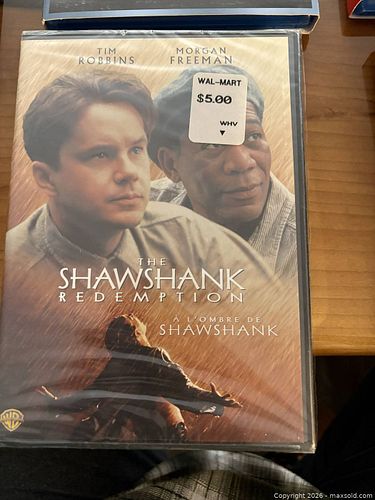 TIM MORGAN
ROBBINS FREEMAN
WAL-MART
$5.00
WHV
THE
SHAWSHANK
REDEMPTION
À L'OMBRE DE
SHAWSHANK
WB
Copyright 2026 - maxsold.com